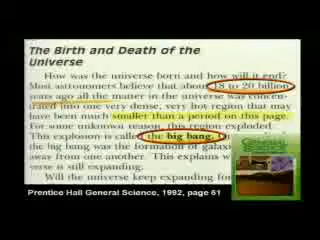 The Birth and Death of the
Universe
How was the universe born and how will it end?
Most astronomers believe that about 18 to 20 billion
years ago all the matter in the universe was concen-
trated into one very dense, very hot region that may
have been much smaller than a period on this page.
For some unknown reason, this region exploded.
This explosion is called the big bang.
the big bang was the formation of galaxi
away from one another. This explains w
verse is still expanding.
Will the universe keep expanding for
Prentice Hall General Science, 1992, page 61